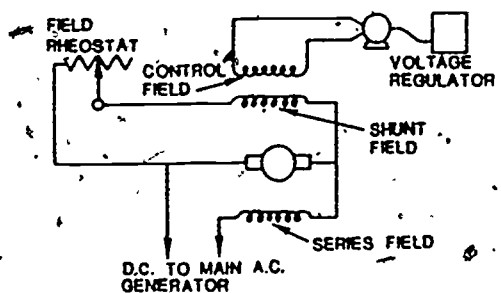 FIELD
RHEOSTAT
CONTROL
FIELD
VOLTAGE
REGULATOR
SHUNT
FIELD
SERIES FIELD
D.C. TO MAIN A.C.
GENERATOR